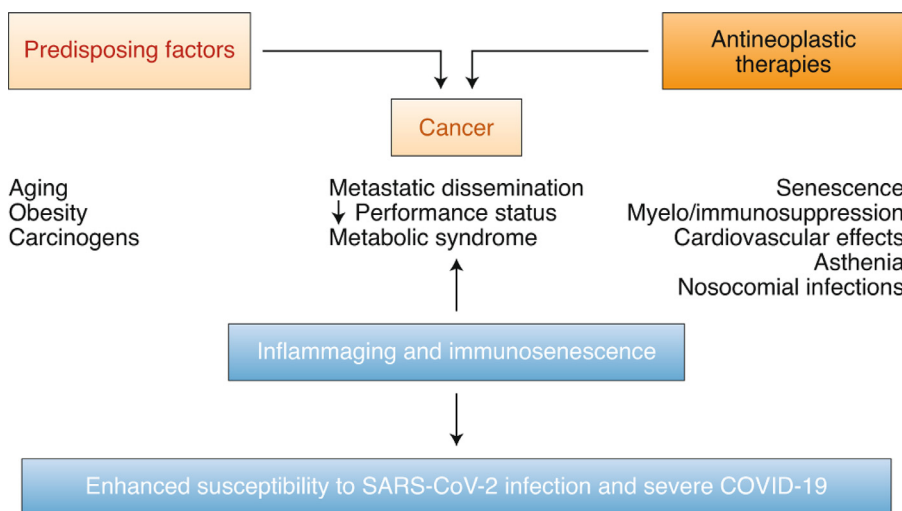 Predisposing factors
Antineoplastic
therapies
Cancer
Aging
Obesity
Carcinogens
Metastatic dissemination
↓ Performance status
Metabolic syndrome
Senescence
Myelo/immunosuppression
Cardiovascular effects
Asthenia
Nosocomial infections
Inflammaging and immunosenescence
Enhanced susceptibility to SARS-CoV-2 infection and severe COVID-19